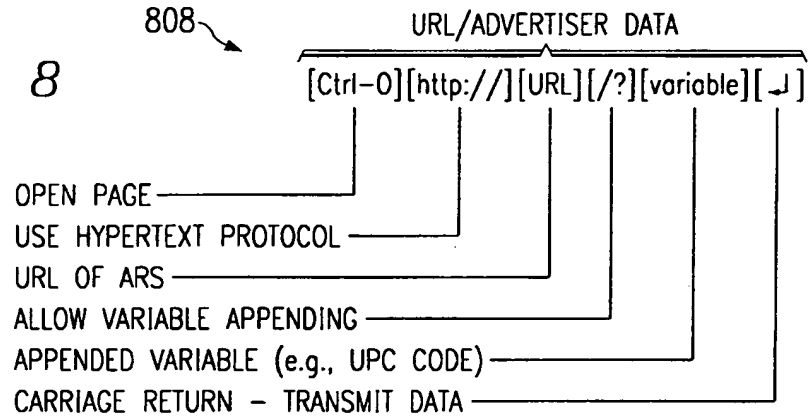 808
URL/ADVERTISER DATA
8
[Ctrl-O][http://][URL][/?][variable][↵]
OPEN PAGE
USE HYPERTEXT PROTOCOL
URL OF ARS
ALLOW VARIABLE APPENDING
APPENDED VARIABLE (e.g., UPC CODE)
CARRIAGE RETURN – TRANSMIT DATA